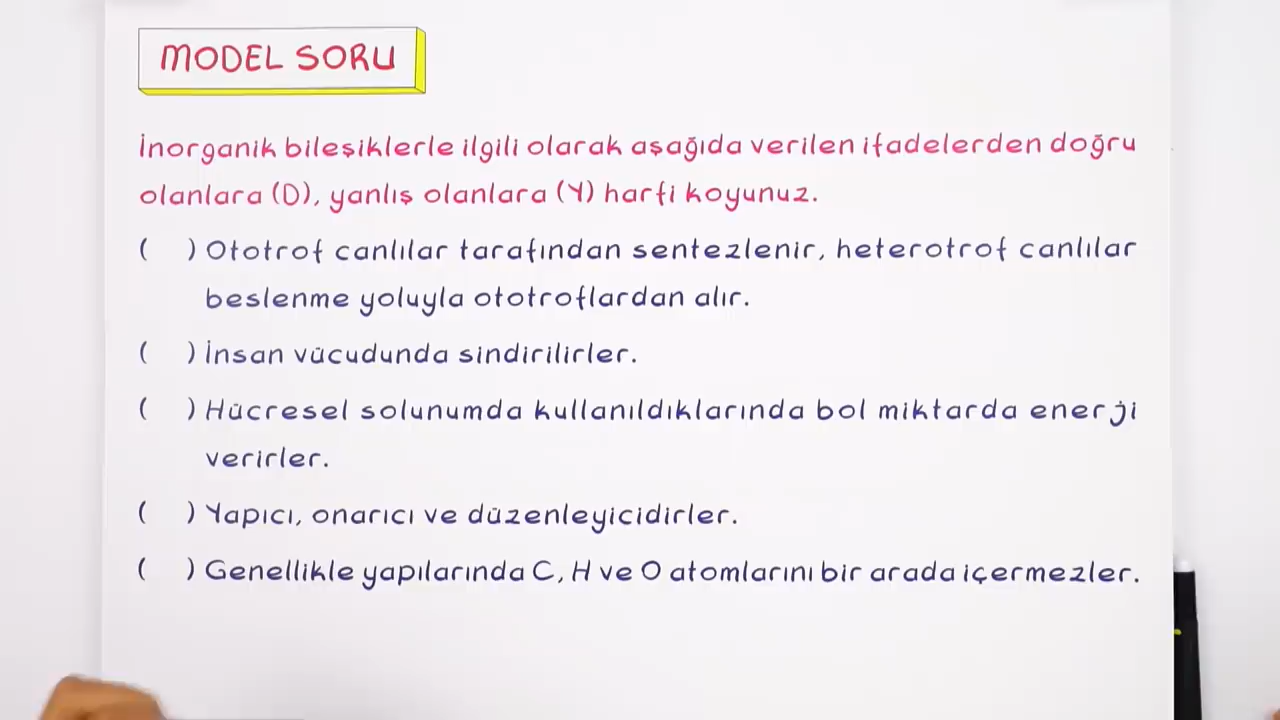 MODEL SORU
İnorganik bileşiklerle ilgili olarak aşağıda verilen ifadelerden doğru
olanlara (D), yanlış olanlara (Y) harfi koyunuz.
( ) Ototrof canlılar tarafından sentezlenir, heterotrof canlılar
beslenme yoluyla ototroflardan alır.
( ) İnsan vücudunda sindirilirler.
( ) Hücresel solunumda kullanıldıklarında bol miktarda enerji
verirler.
( ) Yapıcı, onarıcı ve düzenleyicidirler.
( ) Genellikle yapılarında C, H ve O atomlarını bir arada içermezler.